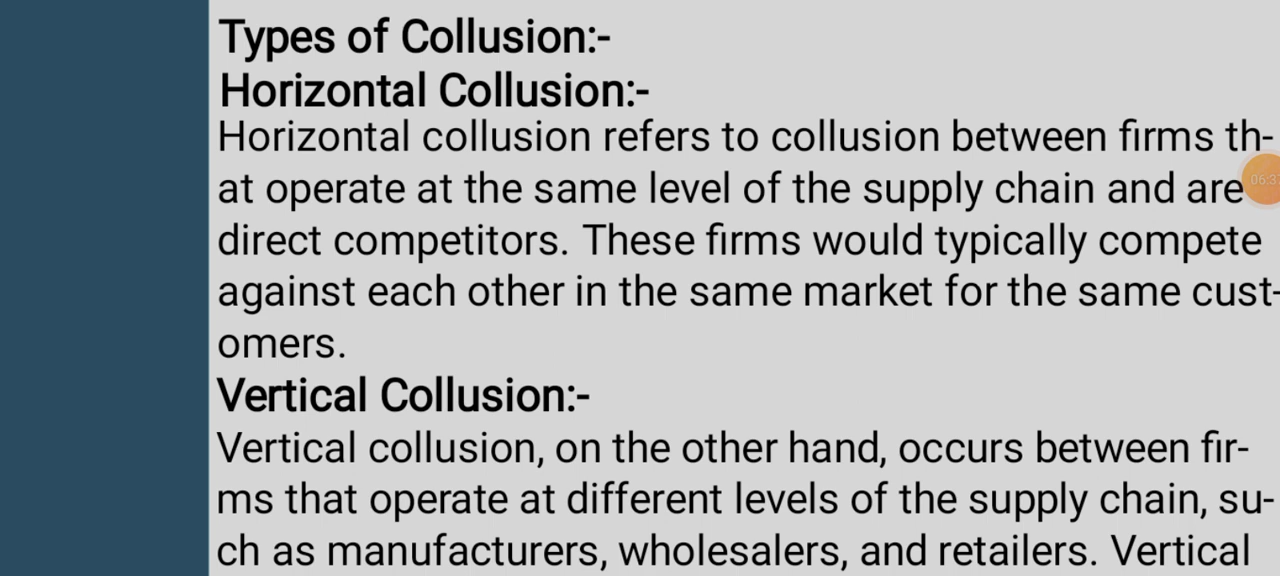 Types of Collusion:-
Horizontal Collusion:-
Horizontal collusion refers to collusion between firms th-
at operate at the same level of the supply chain and are
direct competitors. These firms would typically compete
against each other in the same market for the same cust-
omers.
Vertical Collusion:-
Vertical collusion, on the other hand, occurs between fir-
ms that operate at different levels of the supply chain, su-
ch as manufacturers, wholesalers, and retailers. Vertical